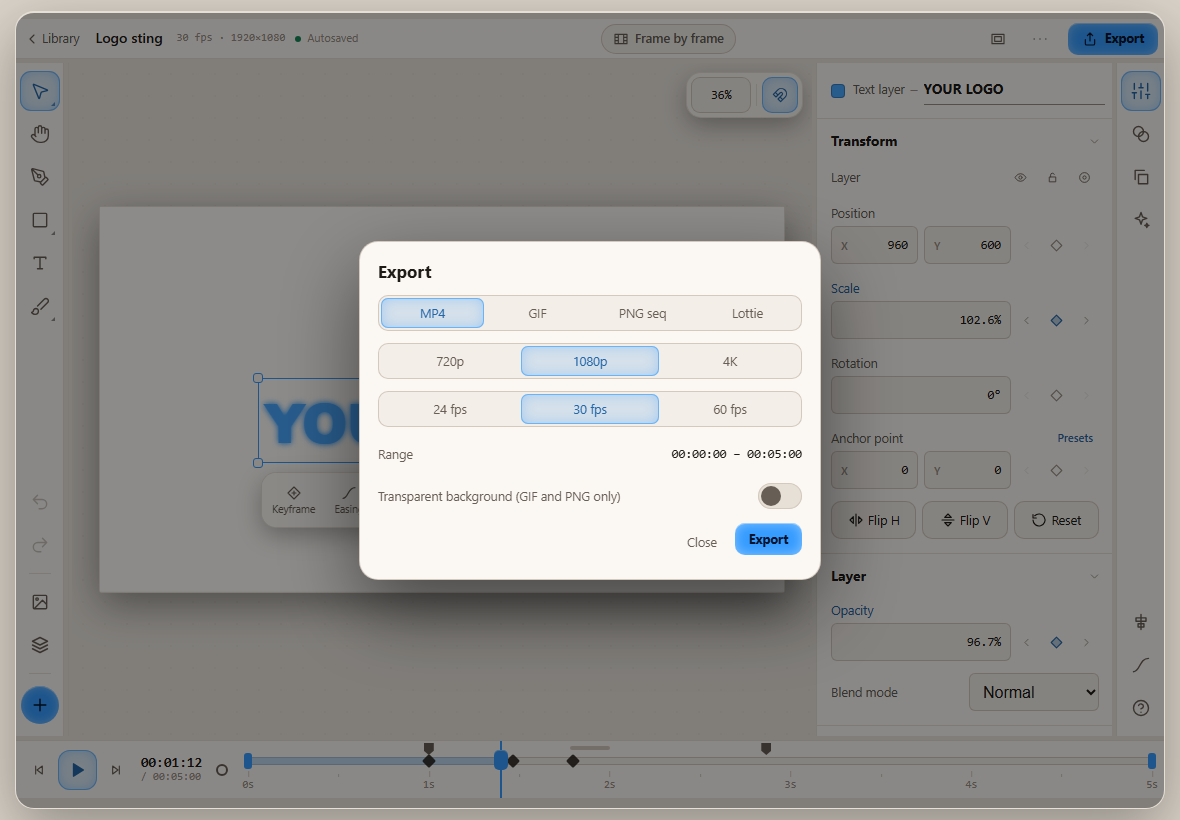 Library
Logo sting
30 fps • 1920×1080
Autosaved
Frame by frame
Export
36%
Text layer – YOUR LOGO
Transform
Layer
Position
X 960
Y 600
Scale
102.6%
Rotation
0°
Anchor point
Presets
X 0
Y 0
Flip H
Flip V
Reset
Layer
Opacity
96.7%
Blend mode
Normal
YOU
Keyframe
Easin
Export
MP4
GIF
PNG seq
Lottie
720p
1080p
4K
24 fps
30 fps
60 fps
Range
00:00:00 – 00:05:00
Transparent background (GIF and PNG only)
Close
Export
00:01:12
/ 00:05:00
0s
1s
2s
3s
4s
5s